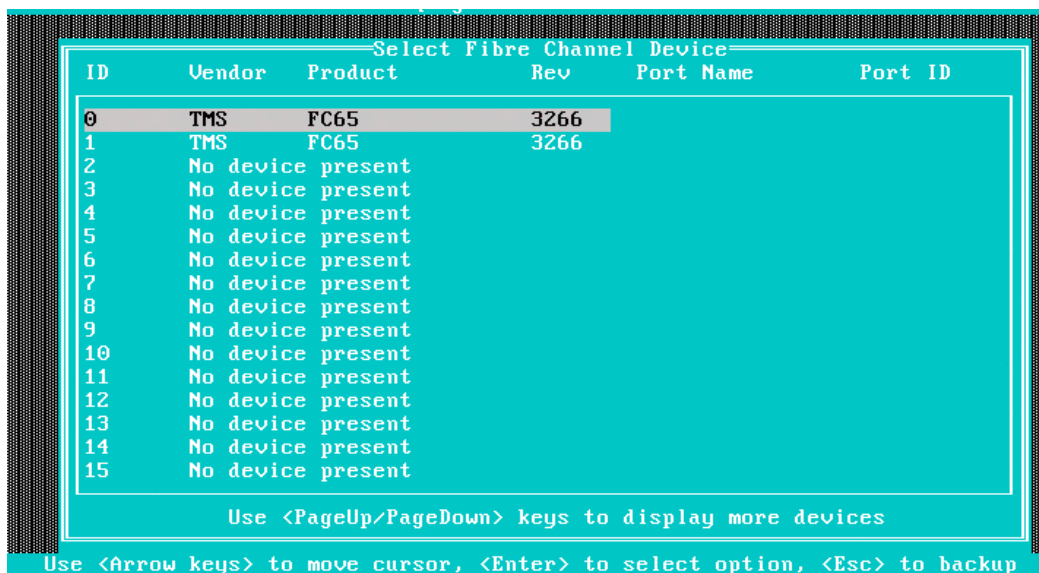 Select Fibre Channel Device
ID Vendor Product Rev Port Name Port ID
0 TMS FC65 3266
1 TMS FC65 3266
2 No device present
3 No device present
4 No device present
5 No device present
6 No device present
7 No device present
8 No device present
9 No device present
10 No device present
11 No device present
12 No device present
13 No device present
14 No device present
15 No device present
Use <PageUp/PageDown> keys to display more devices
Use <Arrow keys> to move cursor, <Enter> to select option, <Esc> to backup